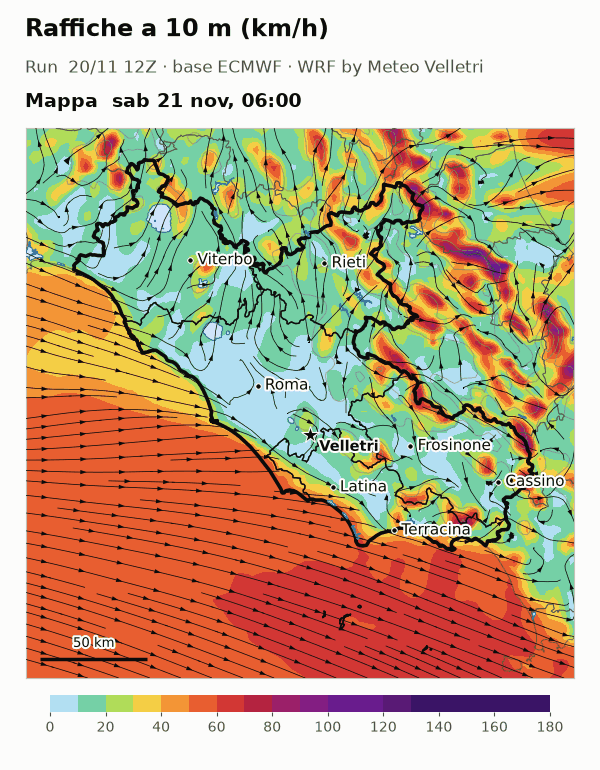 Raffiche a 10 m (km/h)
Run  20/11 12Z · base ECMWF · WRF by Meteo Velletri
Mappa  sab 21 nov, 06:00
Viterbo
Rieti
Roma
Velletri
Frosinone
Cassino
Latina
Terracina
50 km
0 20 40 60 80 100 120 140 160 180